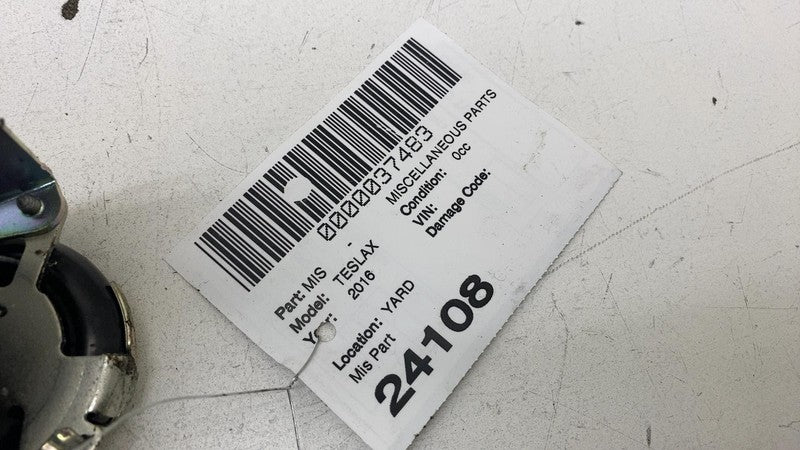 0000037483
Part: MIS - MISCELLANEOUS PARTS
Model: TESLAX Condition: 0cc
Year: 2016 VIN:
Damage Code:
Location: YARD
Mis Part
24108